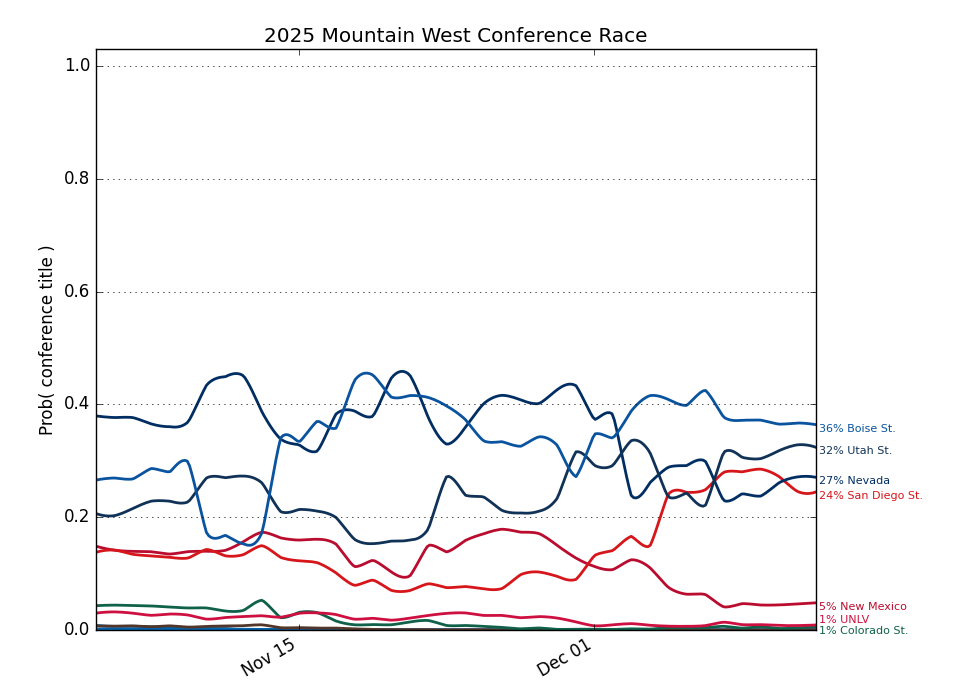 2025 Mountain West Conference Race
Prob( conference title )
1.0
0.8
0.6
0.4
0.2
0.0
Nov 15
Dec 01
36% Boise St.
32% Utah St.
27% Nevada
24% San Diego St.
5% New Mexico
1% UNLV
1% Colorado St.